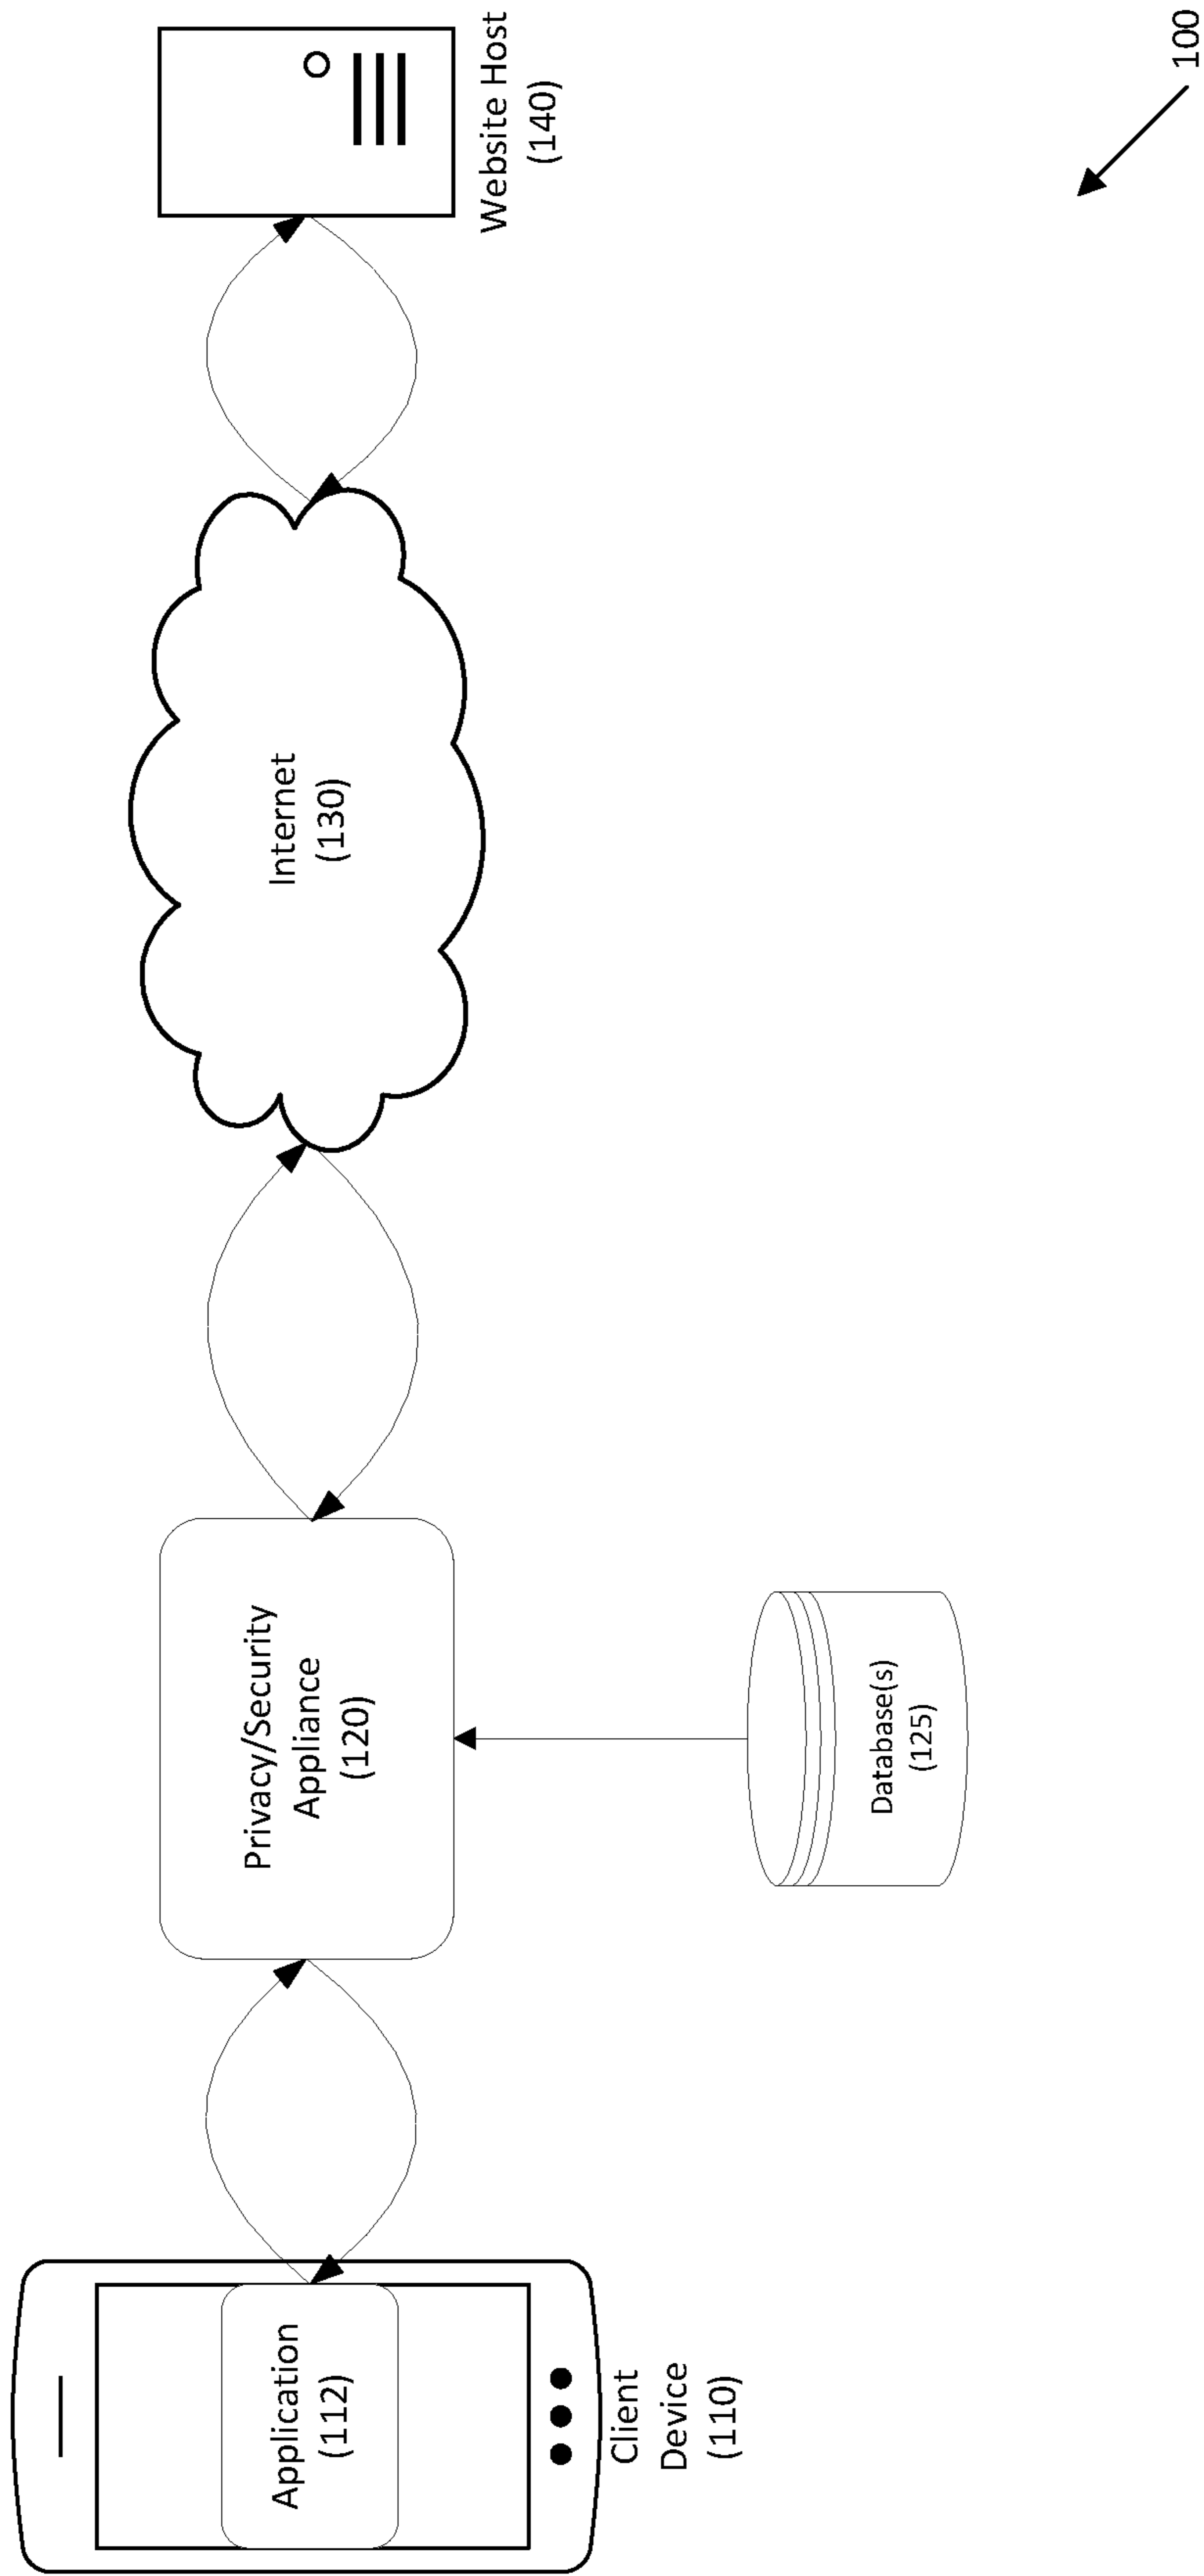 Application
(112)
Client
Device
(110)
Privacy/Security
Appliance
(120)
Database(s)
(125)
Internet
(130)
Website Host
(140)
100